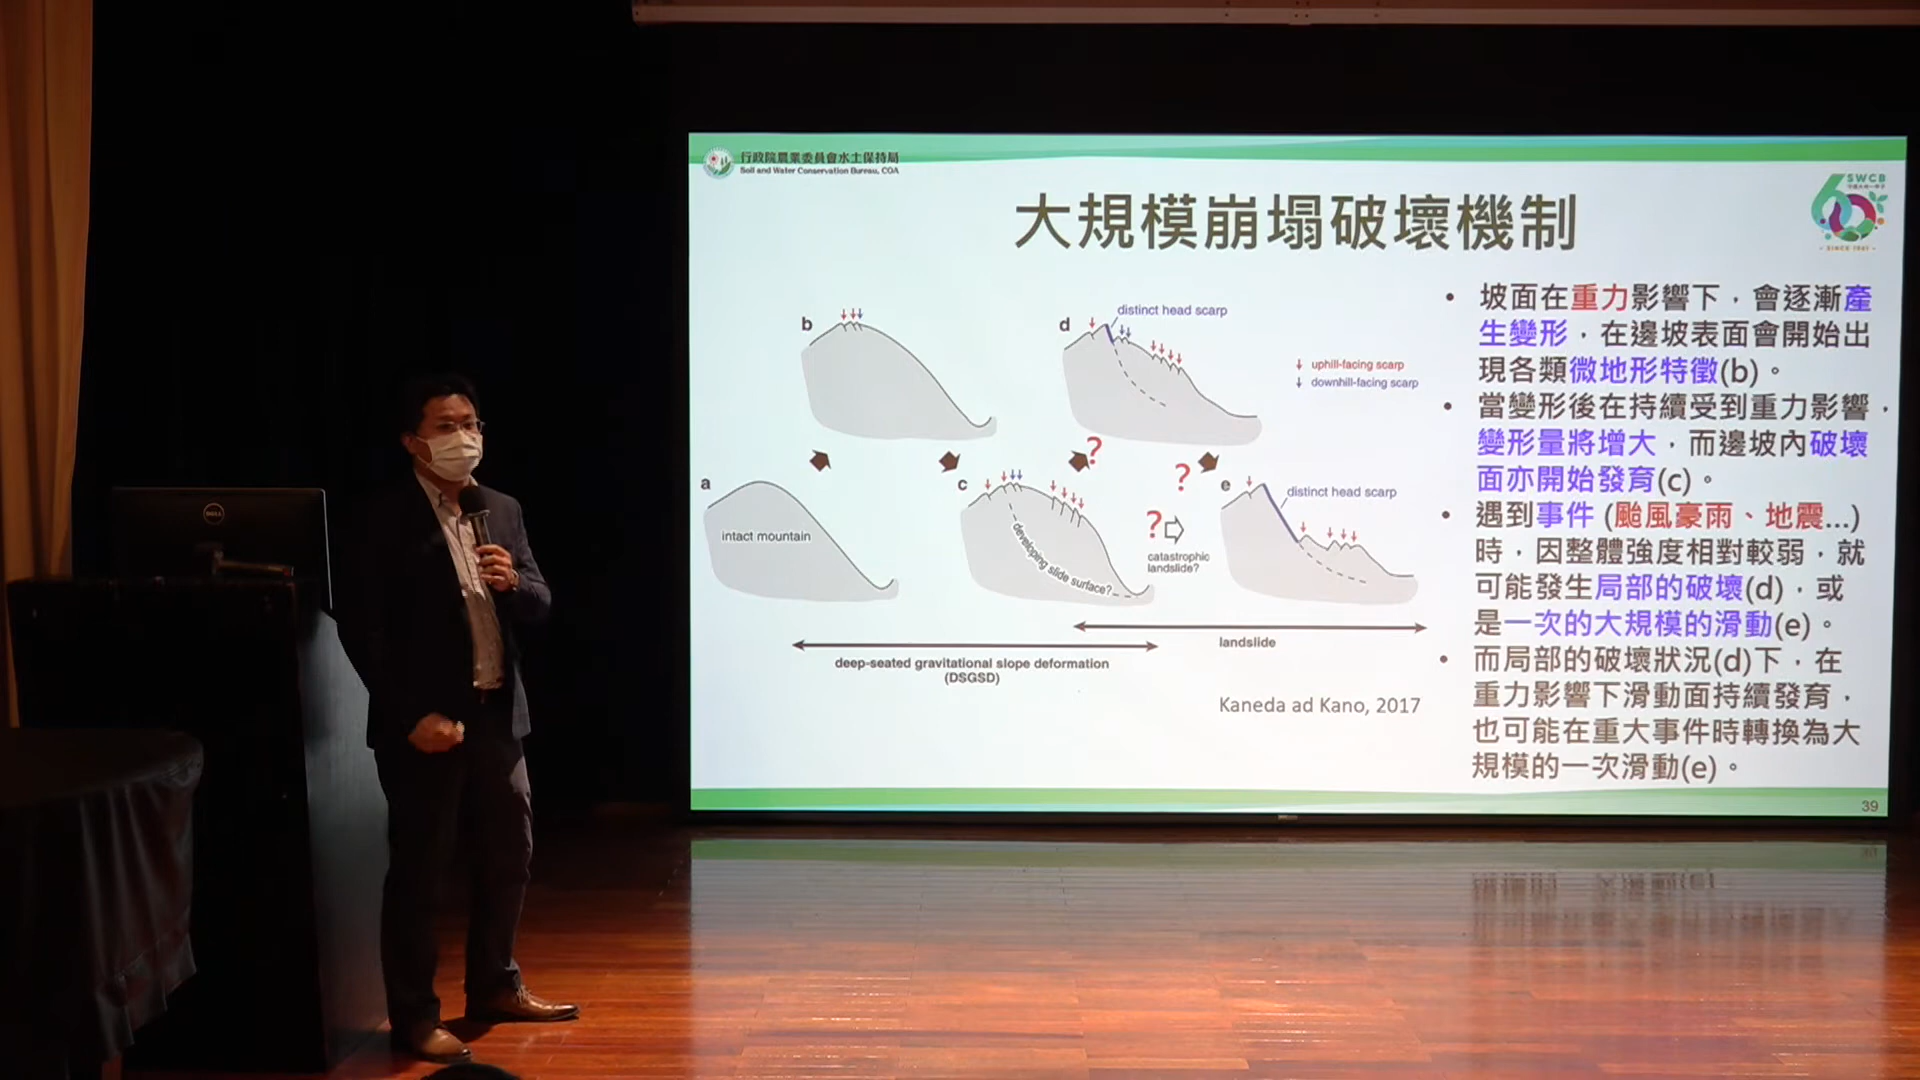 行政院農業委員會水土保持局
Soil and Water Conservation Bureau, COA
SWCB
SINCE 1961
大規模崩塌破壞機制
b
d
distinct head scarp
uphill-facing scarp
downhill-facing scarp
a
intact mountain
c
developing slide surface?
?
?
?
catastrophic
landslide?
e
distinct head scarp
landslide
deep-seated gravitational slope deformation
(DSGSD)
Kaneda ad Kano, 2017
• 坡面在重力影響下，會逐漸產
生變形，在邊坡表面會開始出
現各類微地形特徵(b)。
• 當變形後在持續受到重力影響，
變形量將增大，而邊坡內破壞
面亦開始發育(c)。
• 遇到事件 (颱風豪雨、地震...)
時，因整體強度相對較弱，就
可能發生局部的破壞(d)，或
是一次的大規模的滑動(e)。
• 而局部的破壞狀況(d)下，在
重力影響下滑動面持續發育，
也可能在重大事件時轉換為大
規模的一次滑動(e)。
39
DELL